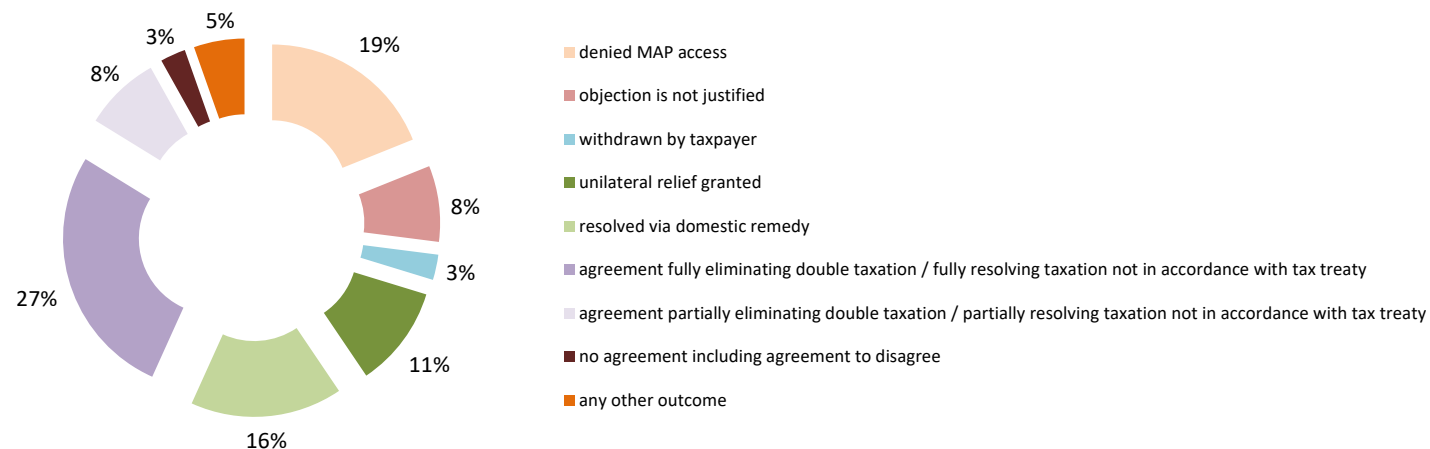 19%
8%
3%
11%
16%
27%
8%
3%
5%
denied MAP access
objection is not justified
withdrawn by taxpayer
unilateral relief granted
resolved via domestic remedy
agreement fully eliminating double taxation / fully resolving taxation not in accordance with tax treaty
agreement partially eliminating double taxation / partially resolving taxation not in accordance with tax treaty
no agreement including agreement to disagree
any other outcome